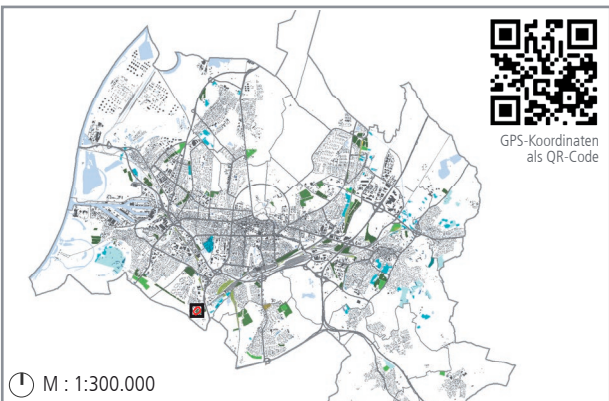 GPS-Koordinaten
als QR-Code
M : 1:300.000